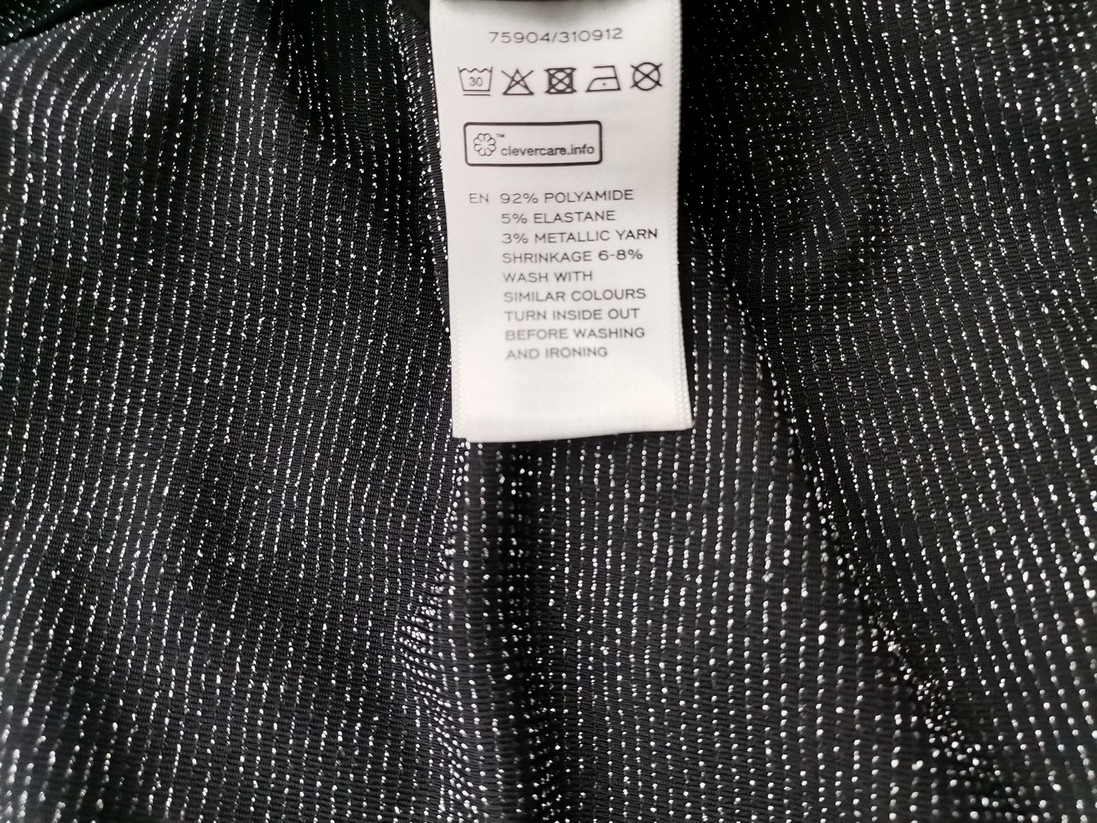 75904/310912
30
™
clevercare.info
EN 92% POLYAMIDE
5% ELASTANE
3% METALLIC YARN
SHRINKAGE 6-8%
WASH WITH
SIMILAR COLOURS
TURN INSIDE OUT
BEFORE WASHING
AND IRONING